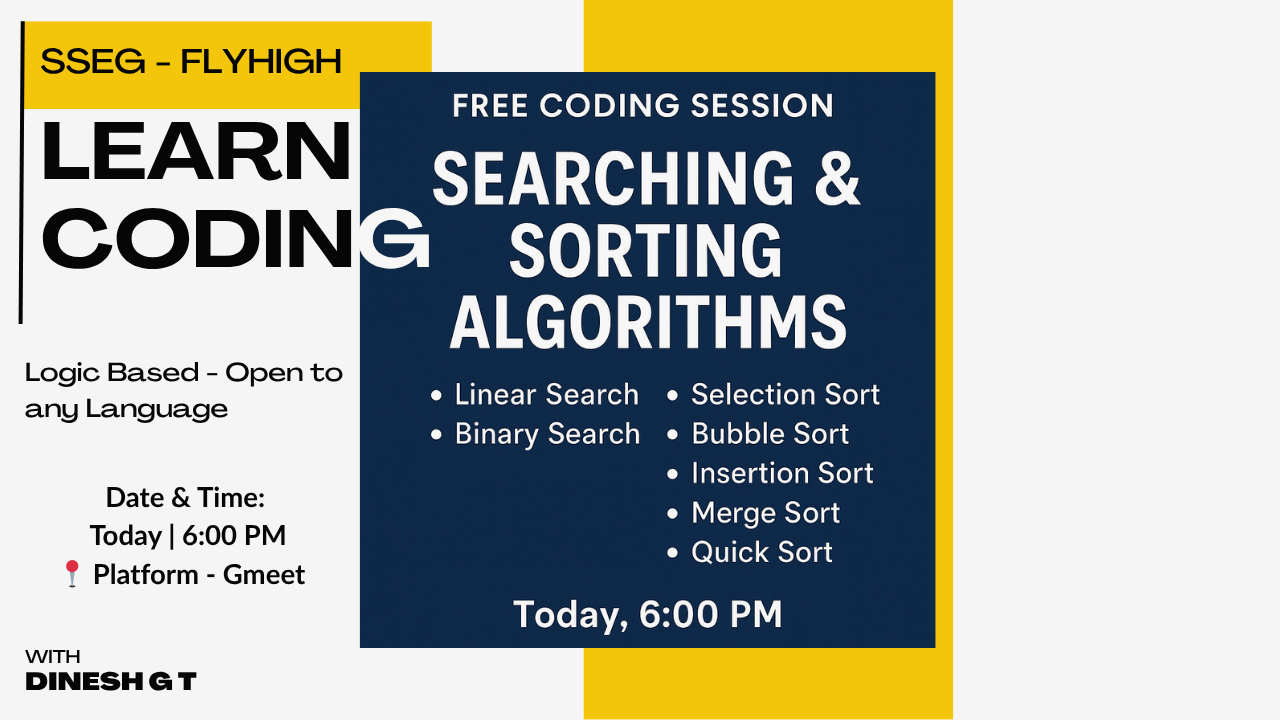 SSEG - FLYHIGH
LEARN
CODING
Logic Based - Open to
any Language
Date & Time:
Today | 6:00 PM
📍 Platform - Gmeet
WITH
DINESH G T
FREE CODING SESSION
SEARCHING &
SORTING
ALGORITHMS
• Linear Search
• Binary Search
• Selection Sort
• Bubble Sort
• Insertion Sort
• Merge Sort
• Quick Sort
Today, 6:00 PM